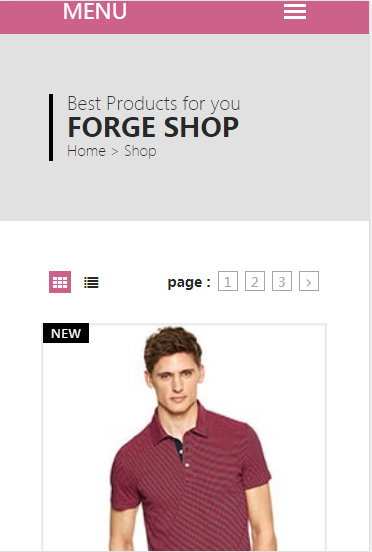 MENU
Best Products for you
FORGE SHOP
Home > Shop
page : 1 2 3 >
NEW